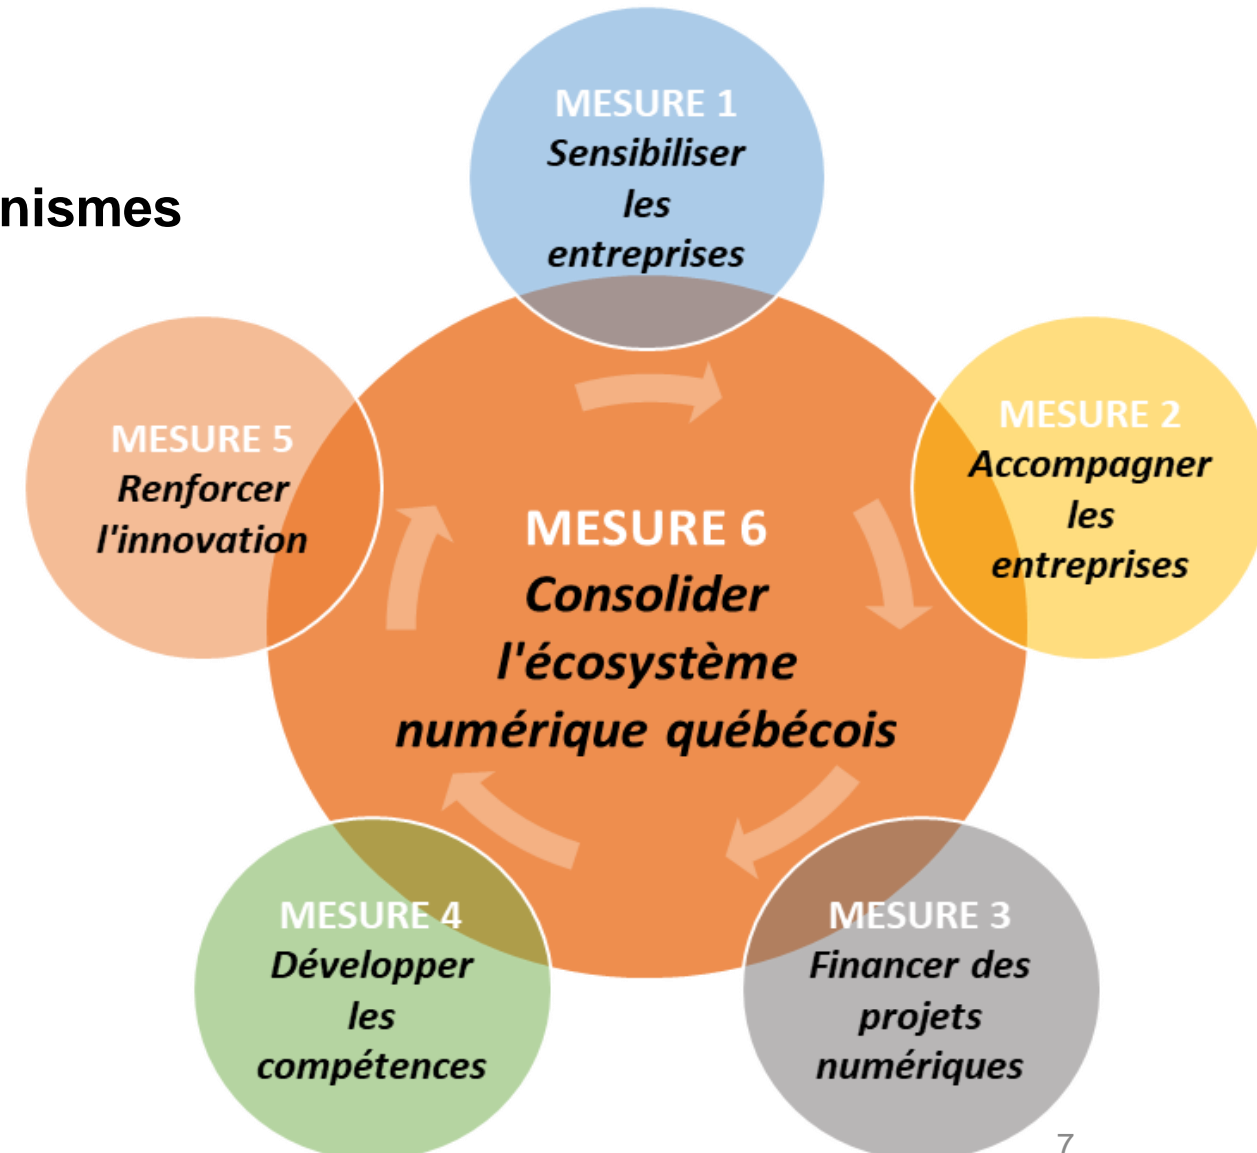 MESURE 1
Sensibiliser
les
entreprises
nismes
MESURE 2
Accompagner
les
entreprises
MESURE 5
Renforcer
l'innovation
MESURE 6
Consolider
l'écosystème
numérique québécois
MESURE 4
Développer
les
compétences
MESURE 3
Financer des
projets
numériques
7